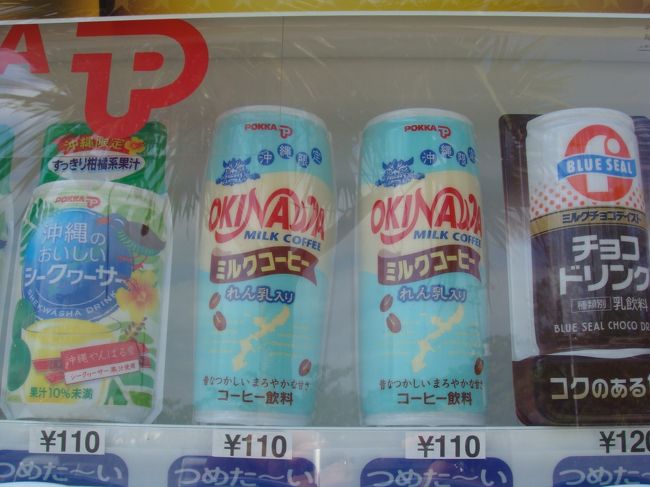 POKKA
沖縄限定
すっきり柑橘系果汁
POKKA
沖縄の
おいしい
シークヮーサー
SHIKWASHA DRINK
沖縄やんばる産
シークヮーサー果汁使用
果汁10%未満
POKKA
沖縄限定
OKINAWA
MILK COFFEE
ミルクコーヒー
れん乳入り
昔なつかしいまろやかな甘さ
コーヒー飲料
POKKA
沖縄限定
OKINAWA
MILK COFFEE
ミルクコーヒー
れん乳入り
昔なつかしいまろやかな甘さ
コーヒー飲料
BLUE SEAL
ミルクチョコテイスト
チョコ
ドリンク
種類別 乳飲料
BLUE SEAL CHOCO DR
コクのある
¥110
¥110
¥110
¥120
つめた〜い
つめた〜い
つめた〜い
つめた〜い